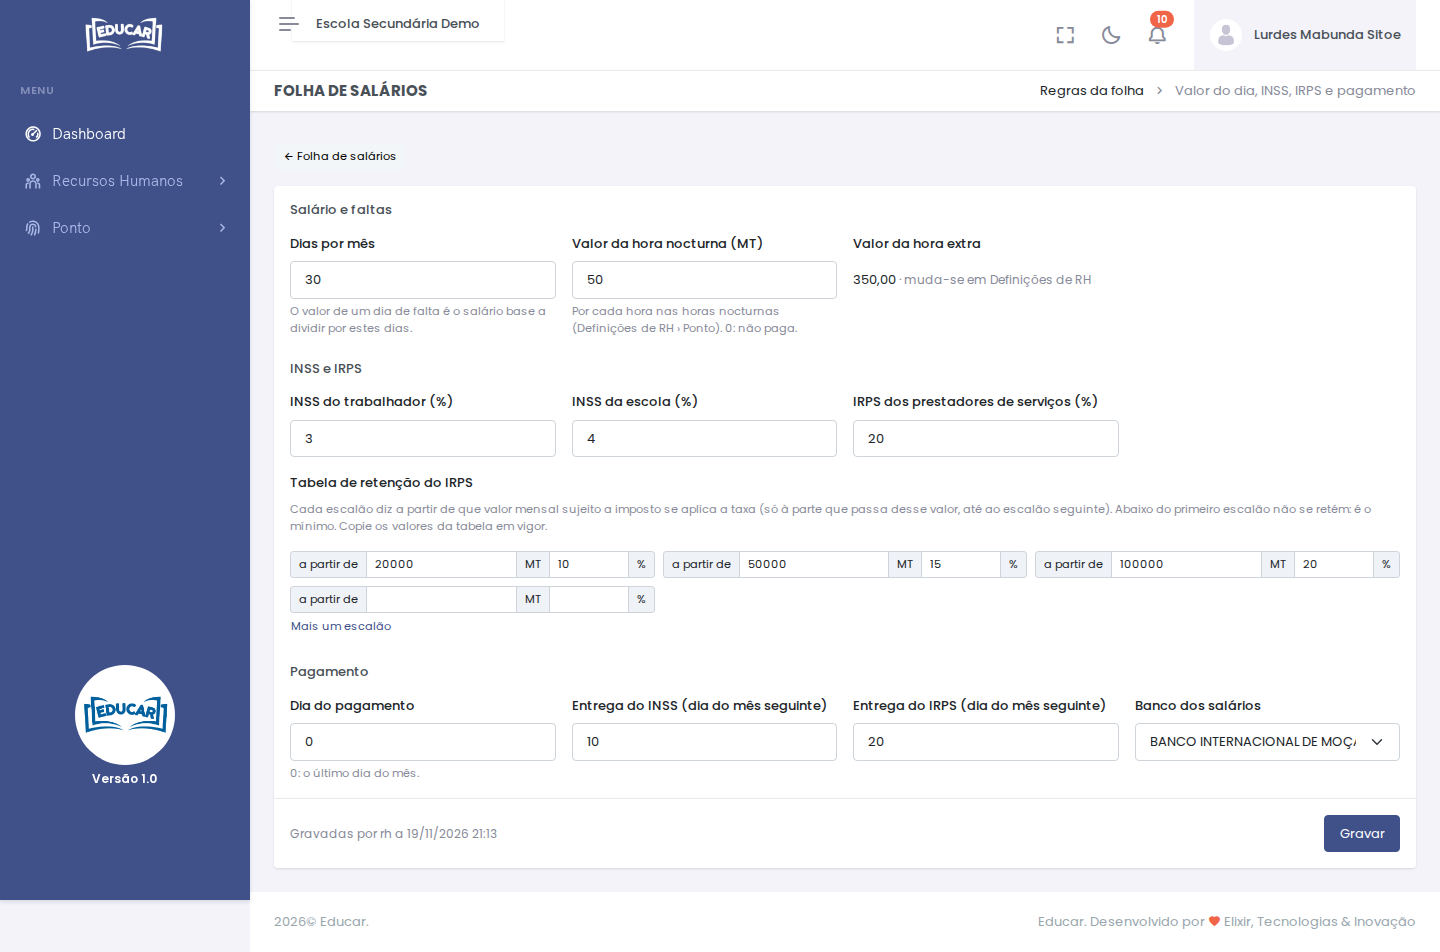 EDUCAR
Escola Secundária Demo
10
Lurdes Mabunda Sitoe
MENU
Dashboard
Recursos Humanos
Ponto
FOLHA DE SALÁRIOS
Regras da folha > Valor do dia, INSS, IRPS e pagamento
← Folha de salários
Salário e faltas
Dias por mês
Valor da hora nocturna (MT)
Valor da hora extra
30
50
350,00 · muda-se em Definições de RH
O valor de um dia de falta é o salário base a
dividir por estes dias.
Por cada hora nas horas nocturnas
(Definições de RH › Ponto). 0: não paga.
INSS e IRPS
INSS do trabalhador (%)
INSS da escola (%)
IRPS dos prestadores de serviços (%)
3
4
20
Tabela de retenção do IRPS
Cada escalão diz a partir de que valor mensal sujeito a imposto se aplica a taxa (só à parte que passa desse valor, até ao escalão seguinte). Abaixo do primeiro escalão não se retém: é o
mínimo. Copie os valores da tabela em vigor.
a partir de 20000 MT 10 %
a partir de 50000 MT 15 %
a partir de 100000 MT 20 %
a partir de MT %
Mais um escalão
Pagamento
Dia do pagamento
Entrega do INSS (dia do mês seguinte)
Entrega do IRPS (dia do mês seguinte)
Banco dos salários
0
10
20
BANCO INTERNACIONAL DE MOÇA
0: o último dia do mês.
Gravadas por rh a 19/11/2026 21:13
Gravar
EDUCAR
Versão 1.0
2026© Educar.
Educar. Desenvolvido por ♥ Elixir, Tecnologias & Inovação